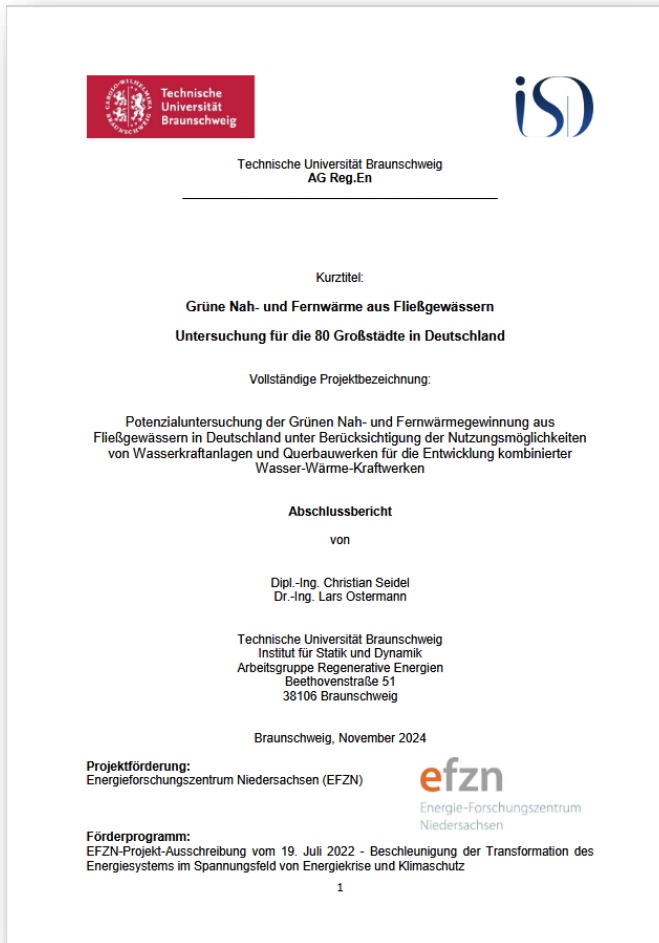 CAROLO-WILHELMINA
BRAUNSCHWEIG
Technische
Universität
Braunschweig
iSD
Technische Universität Braunschweig
AG Reg.En
Kurztitel:
Grüne Nah- und Fernwärme aus Fließgewässern
Untersuchung für die 80 Großstädte in Deutschland
Vollständige Projektbezeichnung:
Potenzialuntersuchung der Grünen Nah- und Fernwärmegewinnung aus
Fließgewässern in Deutschland unter Berücksichtigung der Nutzungsmöglichkeiten
von Wasserkraftanlagen und Querbauwerken für die Entwicklung kombinierter
Wasser-Wärme-Kraftwerken
Abschlussbericht
von
Dipl.-Ing. Christian Seidel
Dr.-Ing. Lars Ostermann
Technische Universität Braunschweig
Institut für Statik und Dynamik
Arbeitsgruppe Regenerative Energien
Beethovenstraße 51
38106 Braunschweig
Braunschweig, November 2024
Projektförderung:
Energieforschungszentrum Niedersachsen (EFZN)
efzn
Energie-Forschungszentrum
Niedersachsen
Förderprogramm:
EFZN-Projekt-Ausschreibung vom 19. Juli 2022 - Beschleunigung der Transformation des
Energiesystems im Spannungsfeld von Energiekrise und Klimaschutz
1